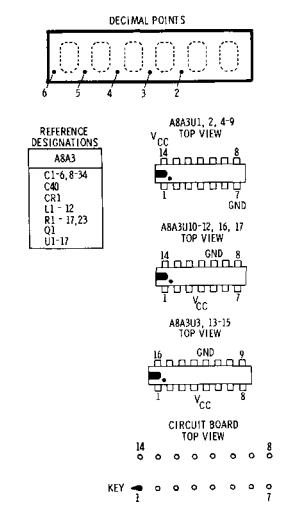 DECIMAL POINTS
6 5 4 3 2
REFERENCE
DESIGNATIONS
A8A3
C1-6, 8-34
C40
CR1
L1 - 12
R1 - 17,23
Q1
U1-17
A8A3U1, 2, 4-9
TOP VIEW
VCC
14 8
1 7
GND
A8A3U10-12, 16, 17
TOP VIEW
14 GND 8
1 VCC 7
A8A3U3, 13-15
TOP VIEW
16 GND 9
1 VCC 8
CIRCUIT BOARD
TOP VIEW
14 8
KEY
1 7